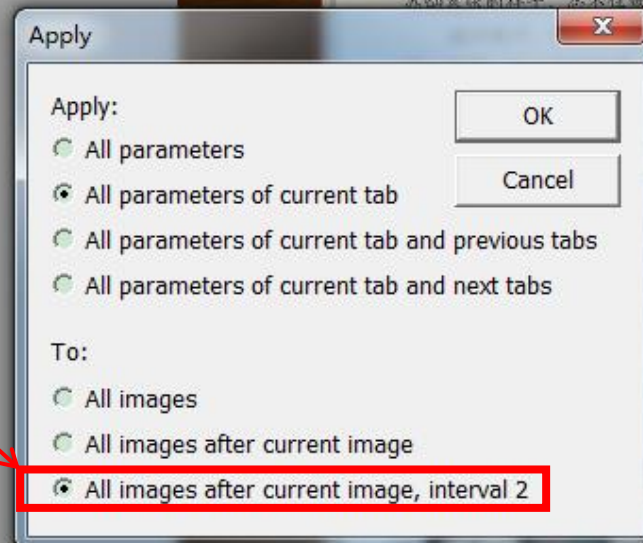 Apply
Apply:
OK
All parameters
Cancel
All parameters of current tab
All parameters of current tab and previous tabs
All parameters of current tab and next tabs
To:
All images
All images after current image
All images after current image, interval 2